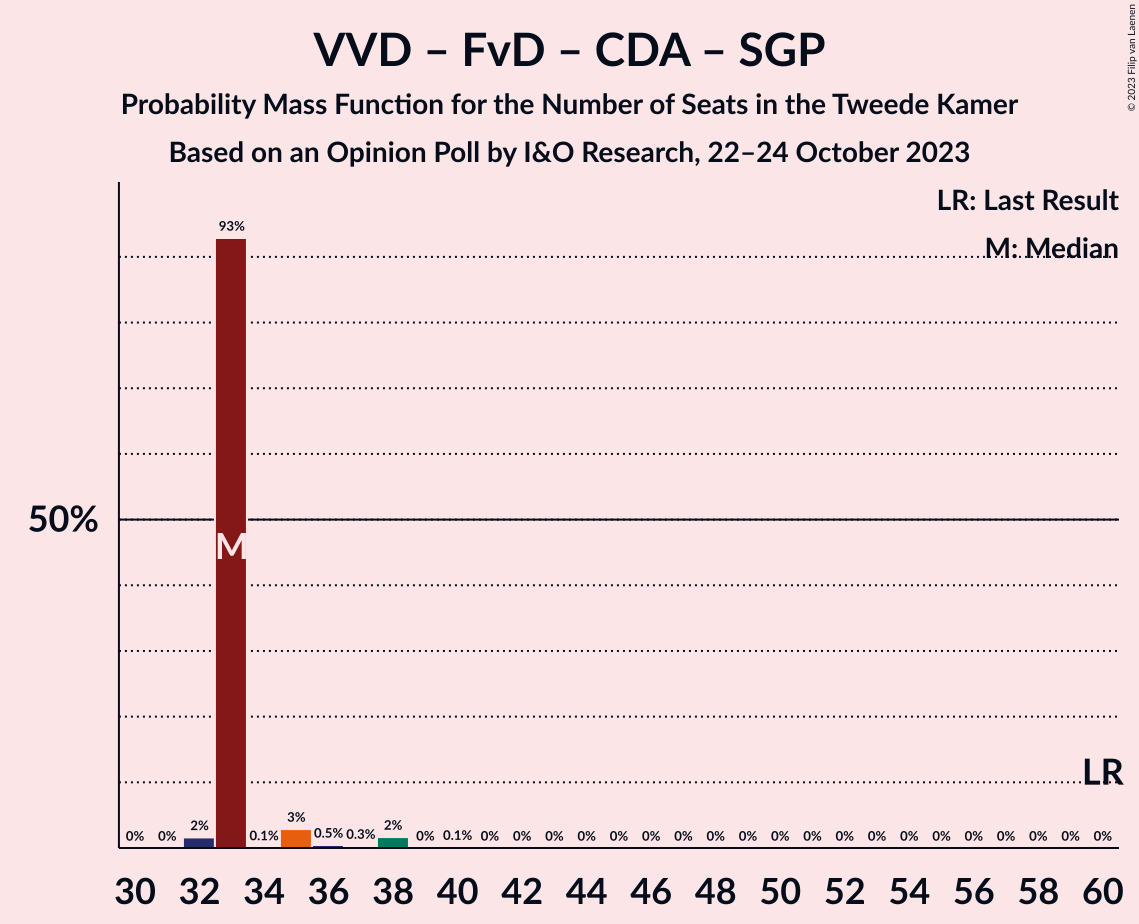 VVD – FvD – CDA – SGP
Probability Mass Function for the Number of Seats in the Tweede Kamer
Based on an Opinion Poll by I&O Research, 22–24 October 2023
© 2023 Filip van Laenen
LR: Last Result
M: Median
50%
93%
M
LR
0% 0% 2% 0.1% 3% 0.5% 0.3% 2% 0% 0.1% 0% 0% 0% 0% 0% 0% 0% 0% 0% 0% 0% 0% 0% 0% 0% 0% 0% 0% 0% 0%
30 32 34 36 38 40 42 44 46 48 50 52 54 56 58 60